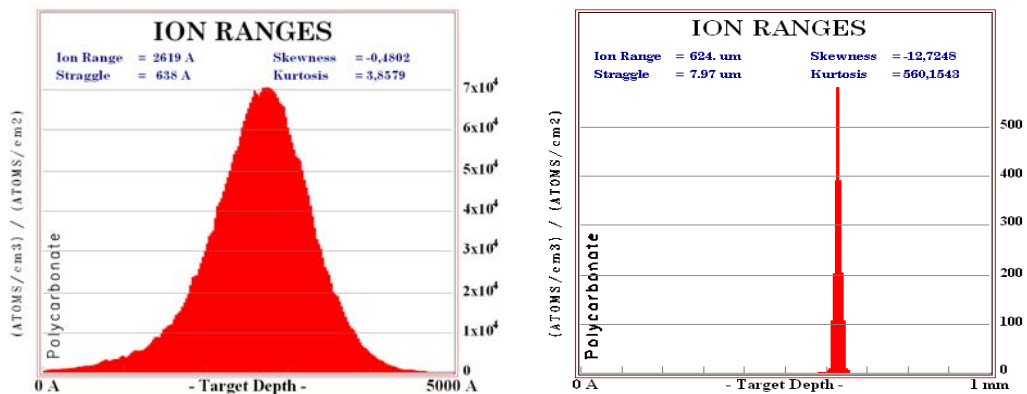 ION RANGES
Ion Range = 2619 A Skewness =-0,4802
Straggle = 638 A Kurtosis =3,8579
(ATOMS/cm3) / (ATOMS/cm2)
Polycarbonate
7x10⁴
6x10⁴
5x10⁴
4x10⁴
3x10⁴
2x10⁴
1x10⁴
0
0 A - Target Depth - 5000 A
ION RANGES
Ion Range = 624. um Skewness =-12,7248
Straggle = 7.97 um Kurtosis =560,1543
(ATOMS/cm3) / (ATOMS/cm2)
Polycarbonate
500
400
300
200
100
0
0 A - Target Depth - 1 mm